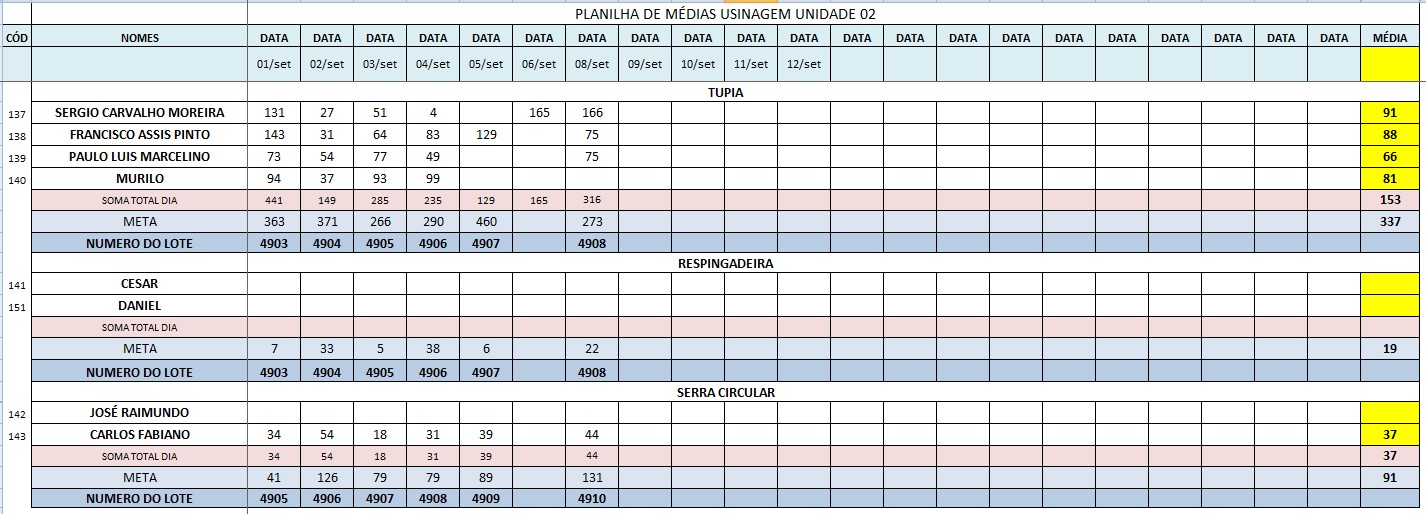 PLANILHA DE MÉDIAS USINAGEM UNIDADE 02
CÓD NOMES DATA DATA DATA DATA DATA DATA DATA DATA DATA DATA DATA DATA DATA DATA DATA DATA DATA DATA DATA DATA DATA MÉDIA
01/set 02/set 03/set 04/set 05/set 06/set 08/set 09/set 10/set 11/set 12/set
TUPIA
137 SERGIO CARVALHO MOREIRA 131 27 51 4 165 166 91
138 FRANCISCO ASSIS PINTO 143 31 64 83 129 75 88
139 PAULO LUIS MARCELINO 73 54 77 49 75 66
140 MURILO 94 37 93 99 81
SOMA TOTAL DIA 441 149 285 235 129 165 316 153
META 363 371 266 290 460 273 337
NUMERO DO LOTE 4903 4904 4905 4906 4907 4908
RESPINGADEIRA
141 CESAR
151 DANIEL
SOMA TOTAL DIA
META 7 33 5 38 6 22 19
NUMERO DO LOTE 4903 4904 4905 4906 4907 4908
SERRA CIRCULAR
142 JOSÉ RAIMUNDO
143 CARLOS FABIANO 34 54 18 31 39 44 37
SOMA TOTAL DIA 34 54 18 31 39 44 37
META 41 126 79 79 89 131 91
NUMERO DO LOTE 4905 4906 4907 4908 4909 4910